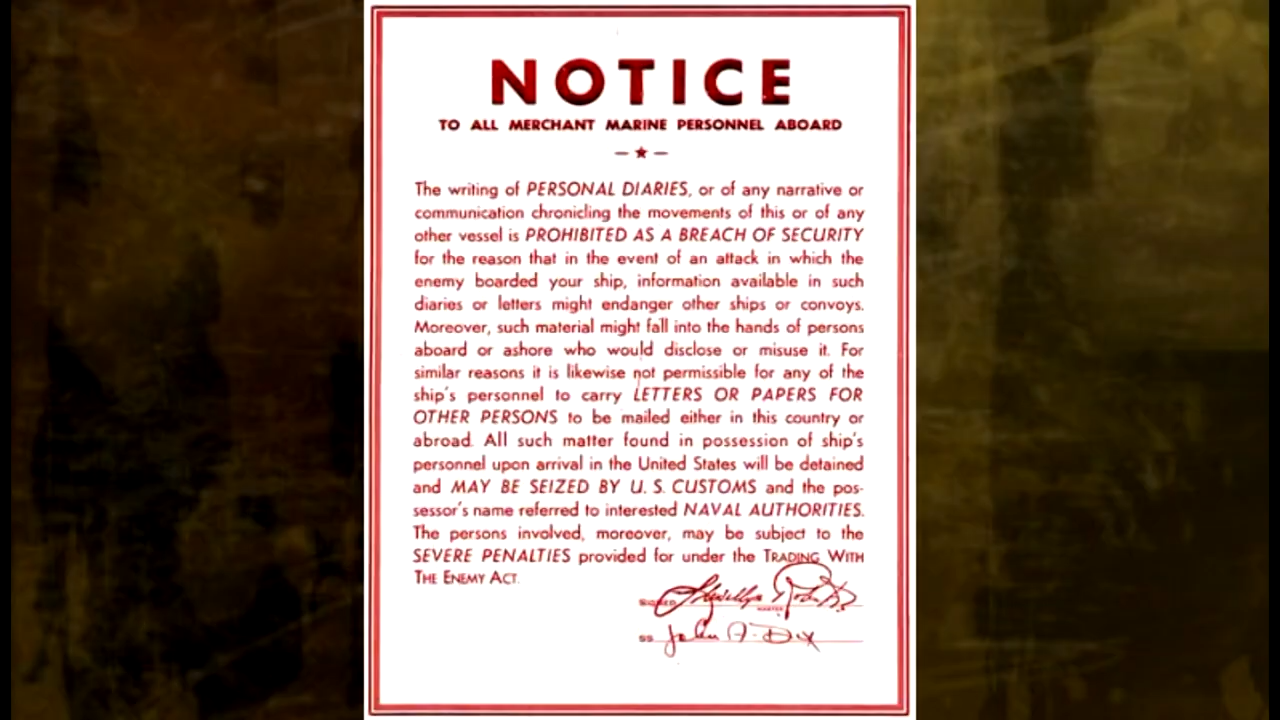 NOTICE
TO ALL MERCHANT MARINE PERSONNEL ABOARD
The writing of PERSONAL DIARIES, or of any narrative or
communication chronicling the movements of this or of any
other vessel is PROHIBITED AS A BREACH OF SECURITY
for the reason that in the event of an attack in which the
enemy boarded your ship, information available in such
diaries or letters might endanger other ships or convoys.
Moreover, such material might fall into the hands of persons
aboard or ashore who would disclose or misuse it. For
similar reasons it is likewise not permissible for any of the
ship's personnel to carry LETTERS OR PAPERS FOR
OTHER PERSONS to be mailed either in this country or
abroad. All such matter found in possession of ship's
personnel upon arrival in the United States will be detained
and MAY BE SEIZED BY U. S. CUSTOMS and the pos-
sessor's name referred to interested NAVAL AUTHORITIES.
The persons involved, moreover, may be subject to the
SEVERE PENALTIES provided for under the TRADING WITH
THE ENEMY ACT.
SIGNED
MASTER
SS John A. Dix